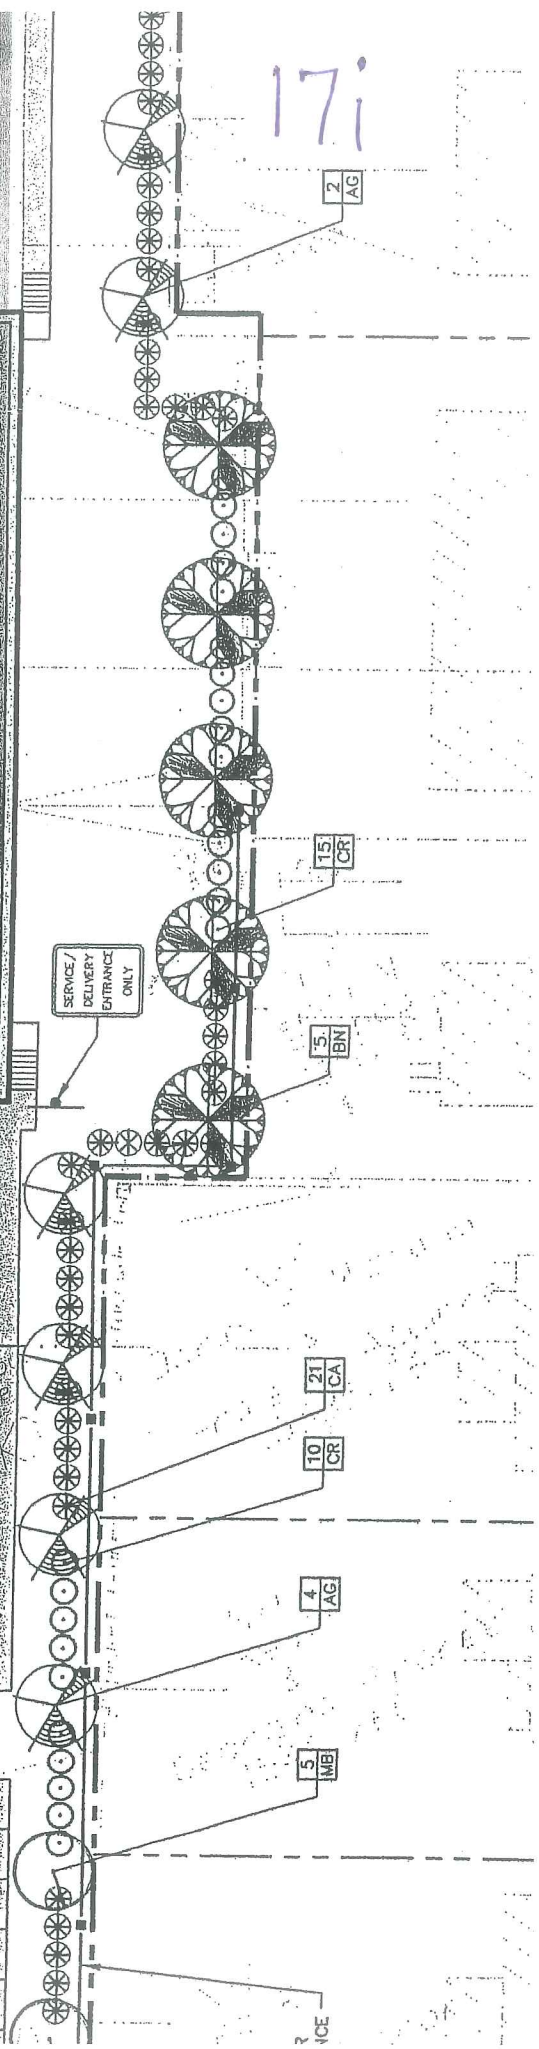 17i
2
AG
15
CR
SERVICE/
DELIVERY
ENTRANCE
ONLY
5
BN
21
CA
10
CR
4
AG
5
MB
R
NCE